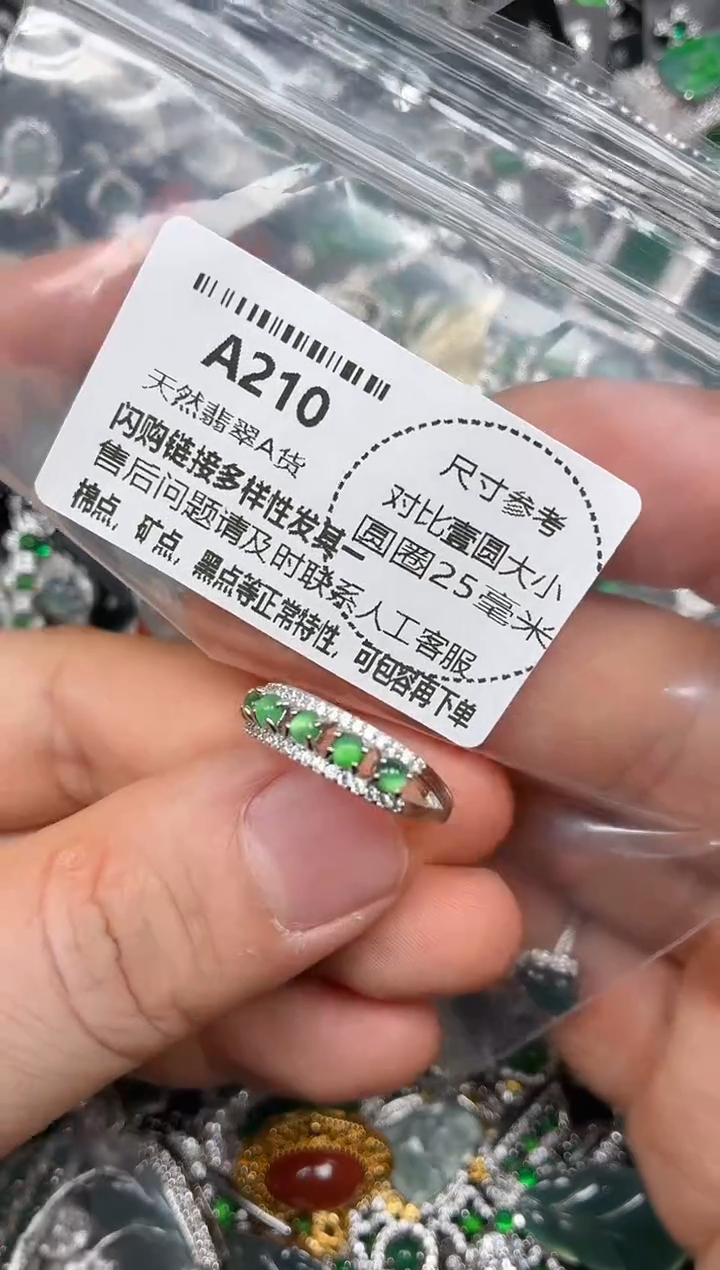 A210
天然翡翠A货
闪购链接多样性发其一
售后问题请及时联系人工客服
棉点，矿点，黑点等正常特性，可包容再下单
尺寸参考
对比壹圆大小
圆圈25毫米